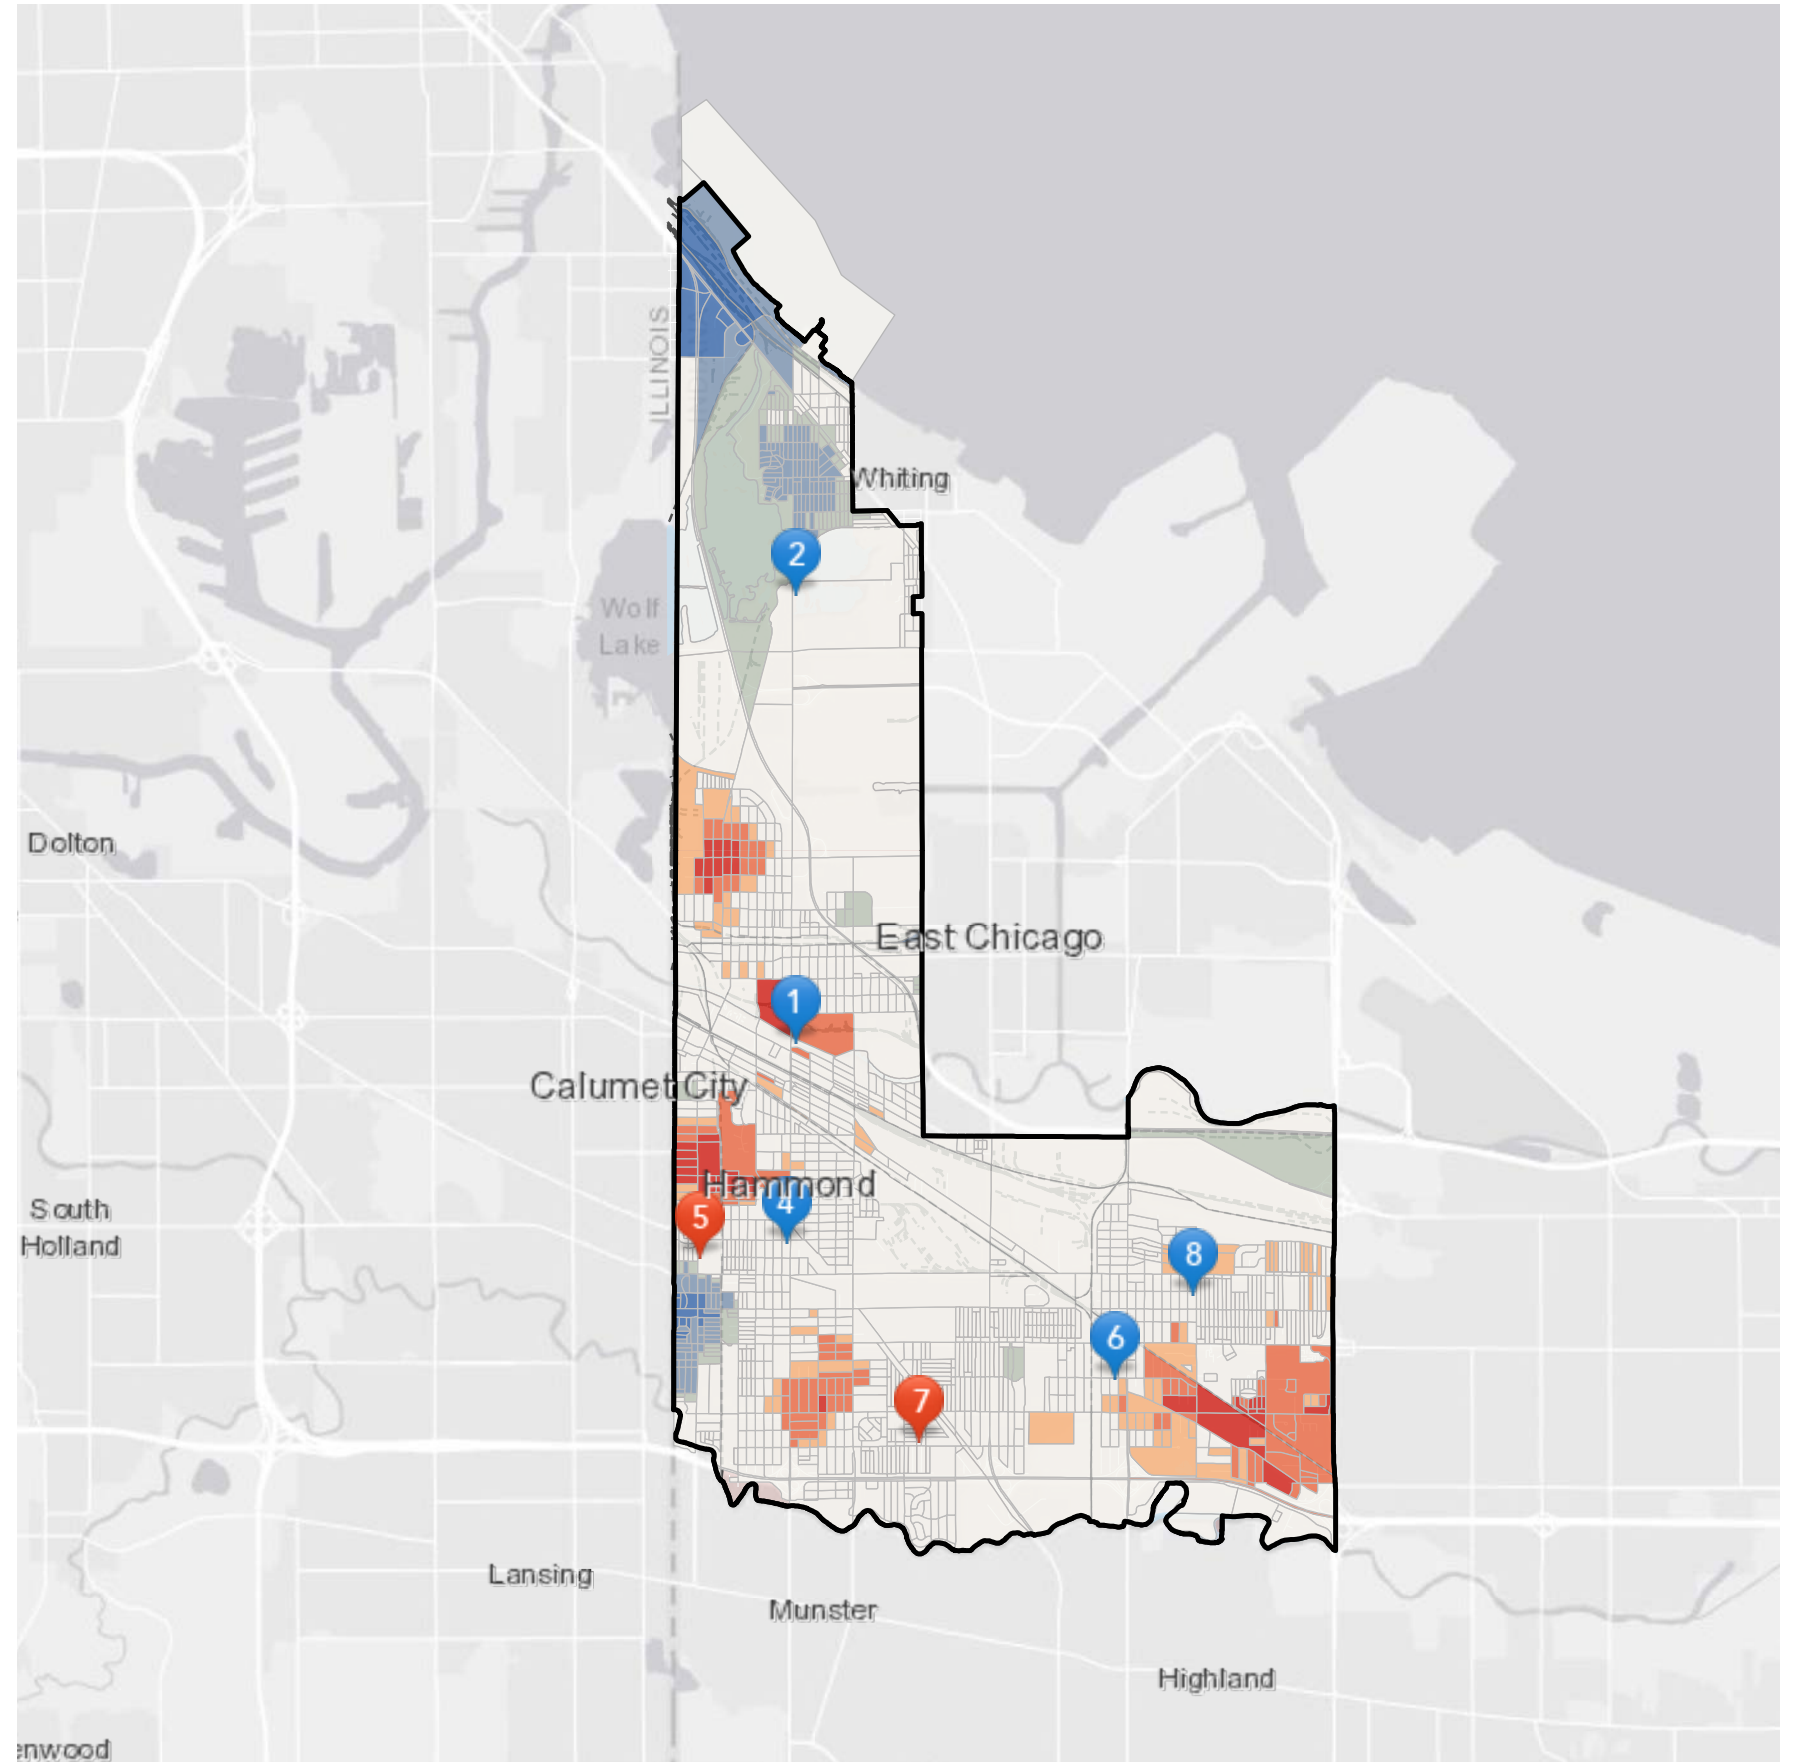 ILLINOIS
Whiting
2
Wolf
Lake
Dolton
East Chicago
1
Calumet City
Hammond
South
Holland
5
4
8
6
7
Lansing
Munster
Highland
enwood